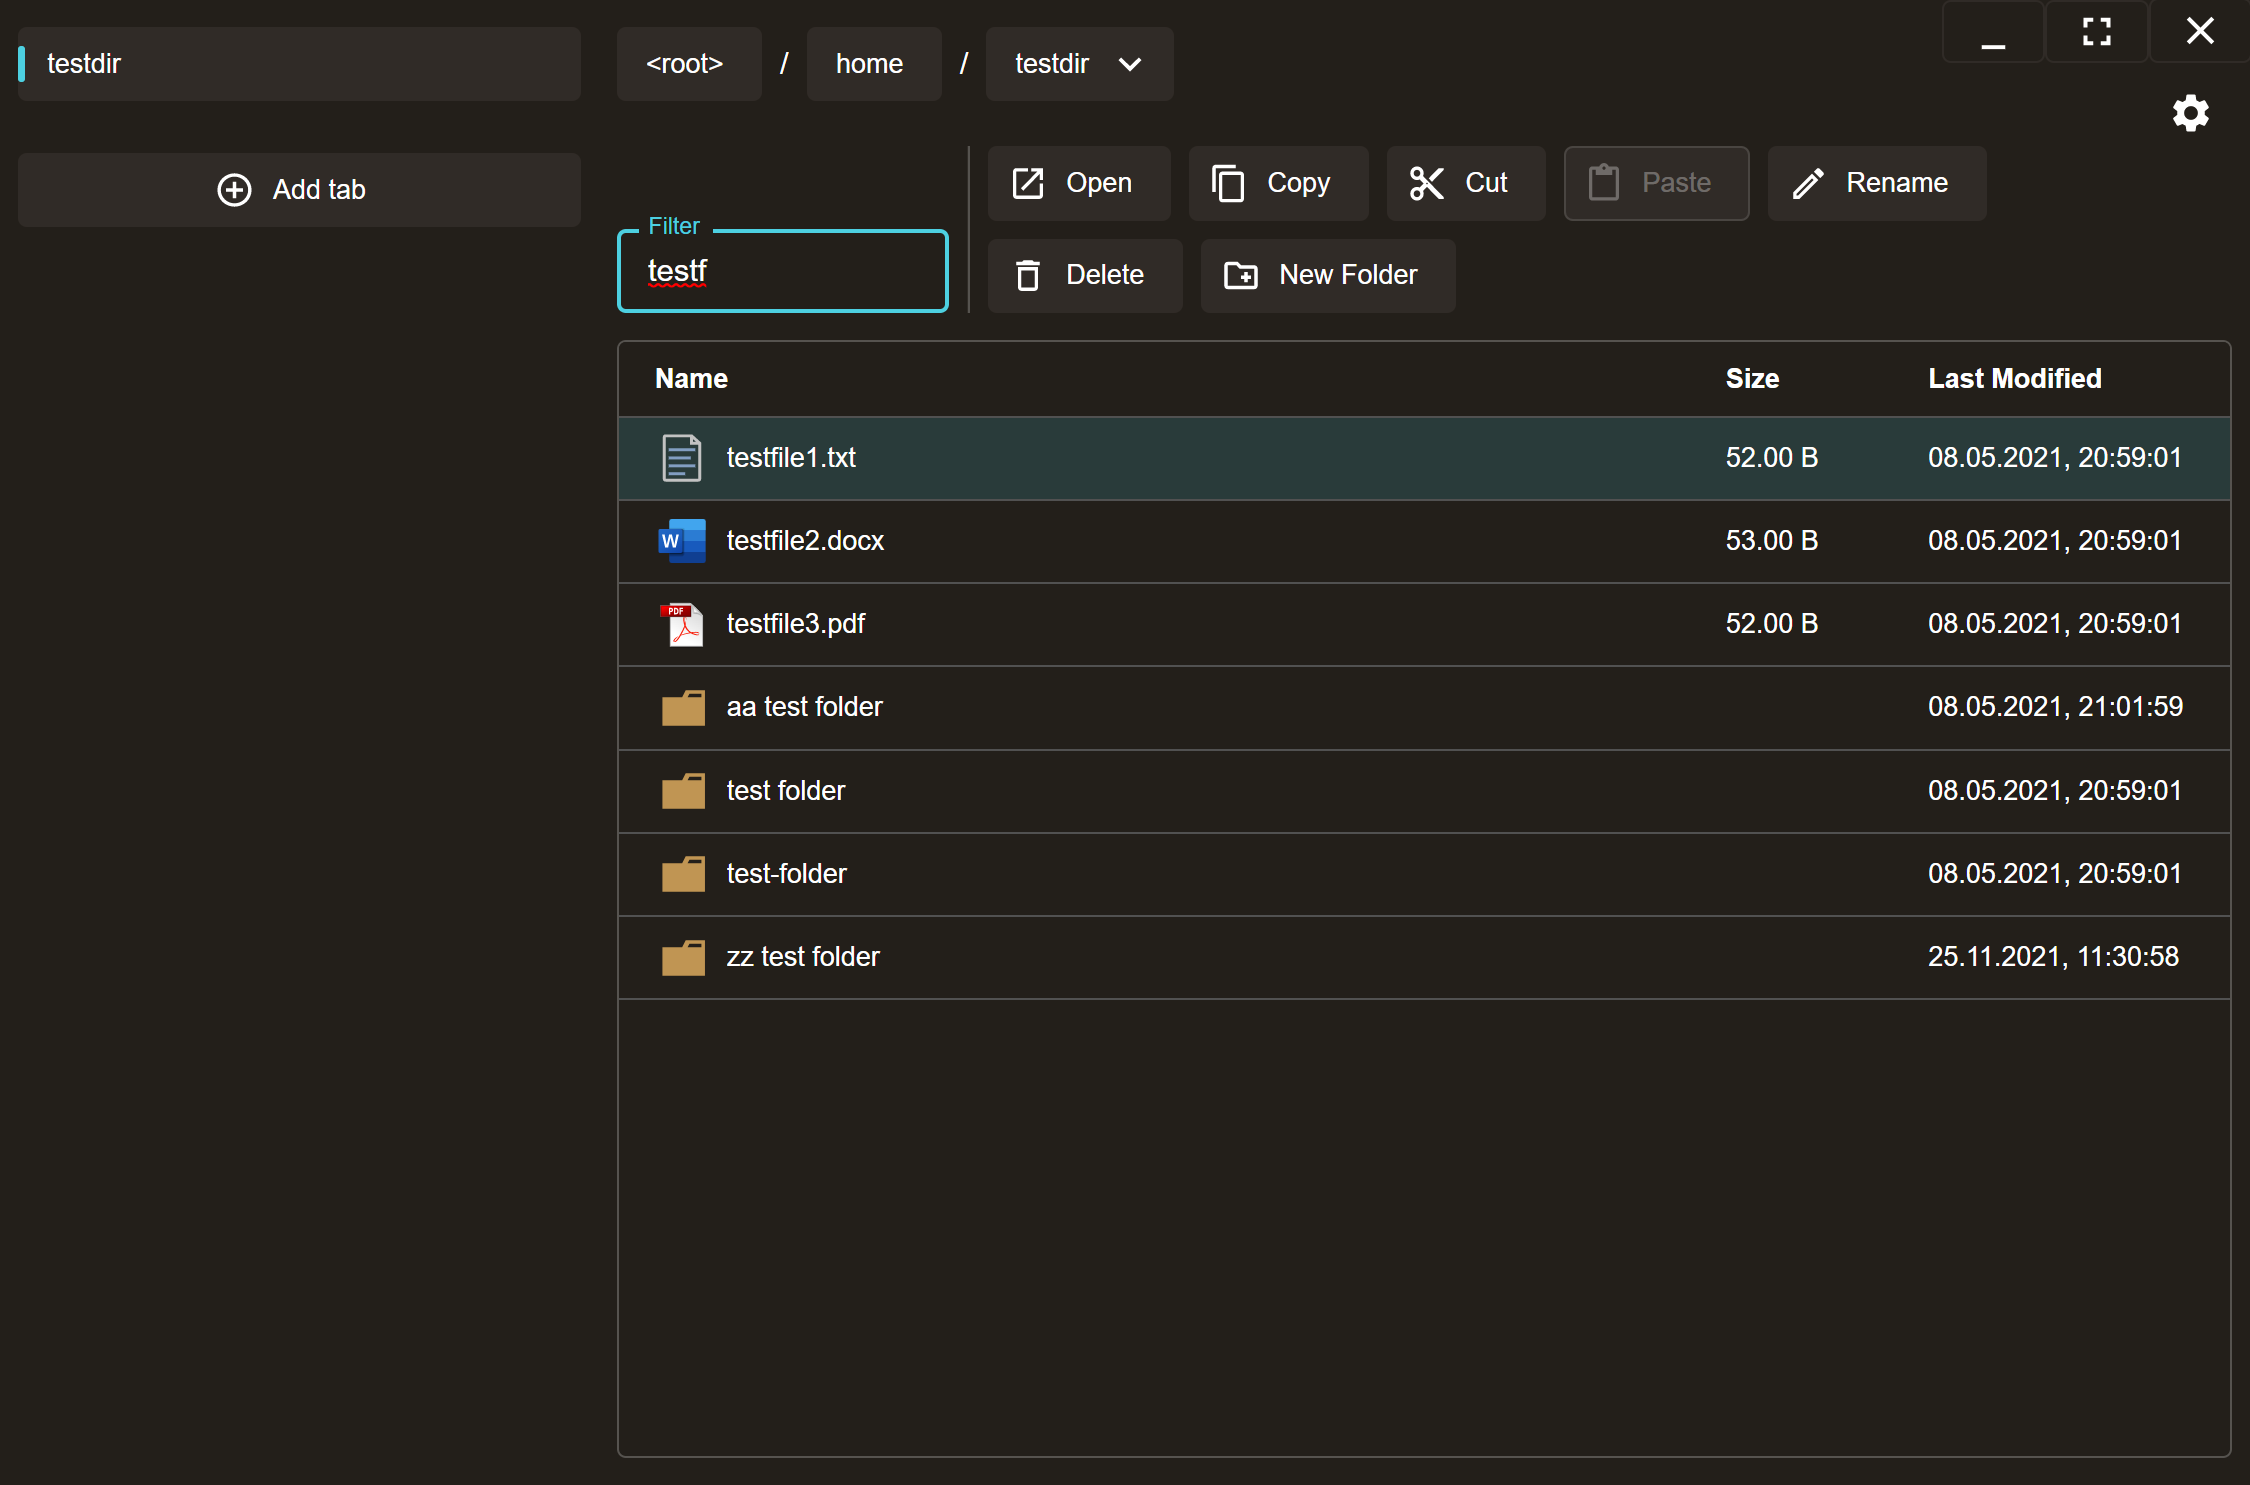 testdir
Add tab
<root> / home / testdir
Filter
testf
Open Copy Cut Paste Rename
Delete New Folder
Name Size Last Modified
testfile1.txt 52.00 B 08.05.2021, 20:59:01
W testfile2.docx 53.00 B 08.05.2021, 20:59:01
PDF testfile3.pdf 52.00 B 08.05.2021, 20:59:01
aa test folder 08.05.2021, 21:01:59
test folder 08.05.2021, 20:59:01
test-folder 08.05.2021, 20:59:01
zz test folder 25.11.2021, 11:30:58